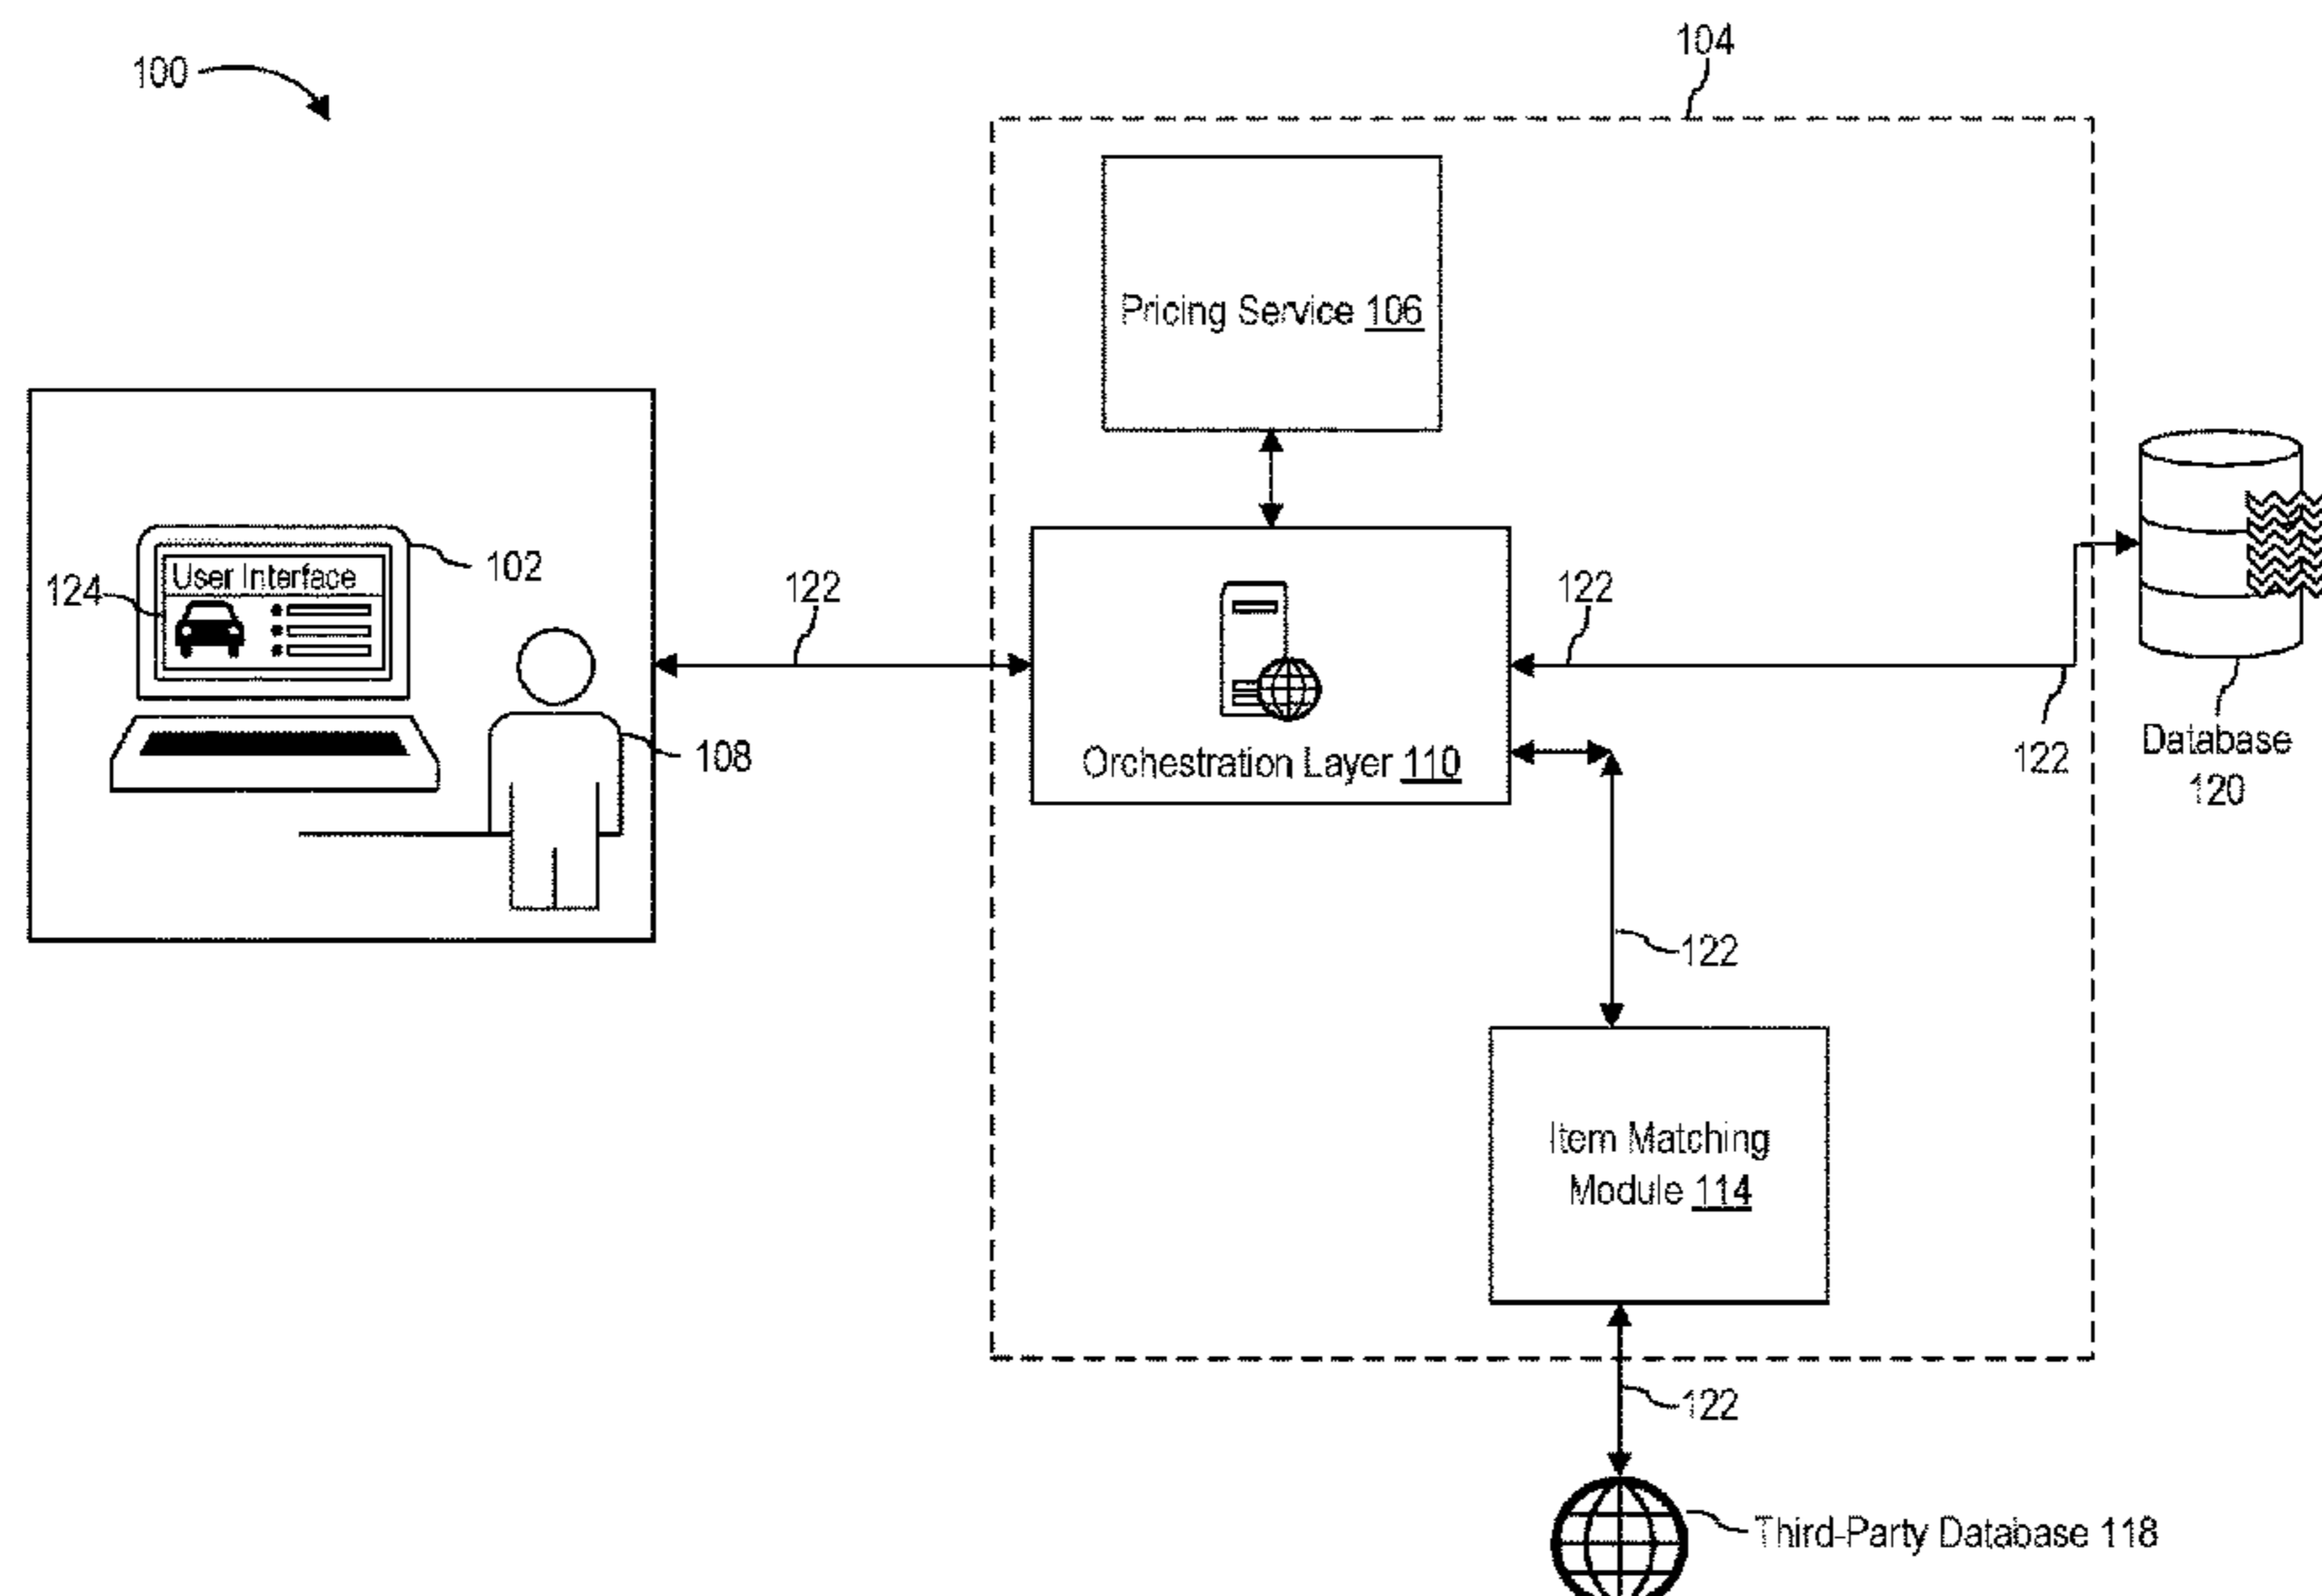 104
100
Pricing Service 106
102
User Interface
124
122
122
108
Orchestration Layer 110
122
Database
120
122
Item Matching
Module 114
122
Third-Party Database 118